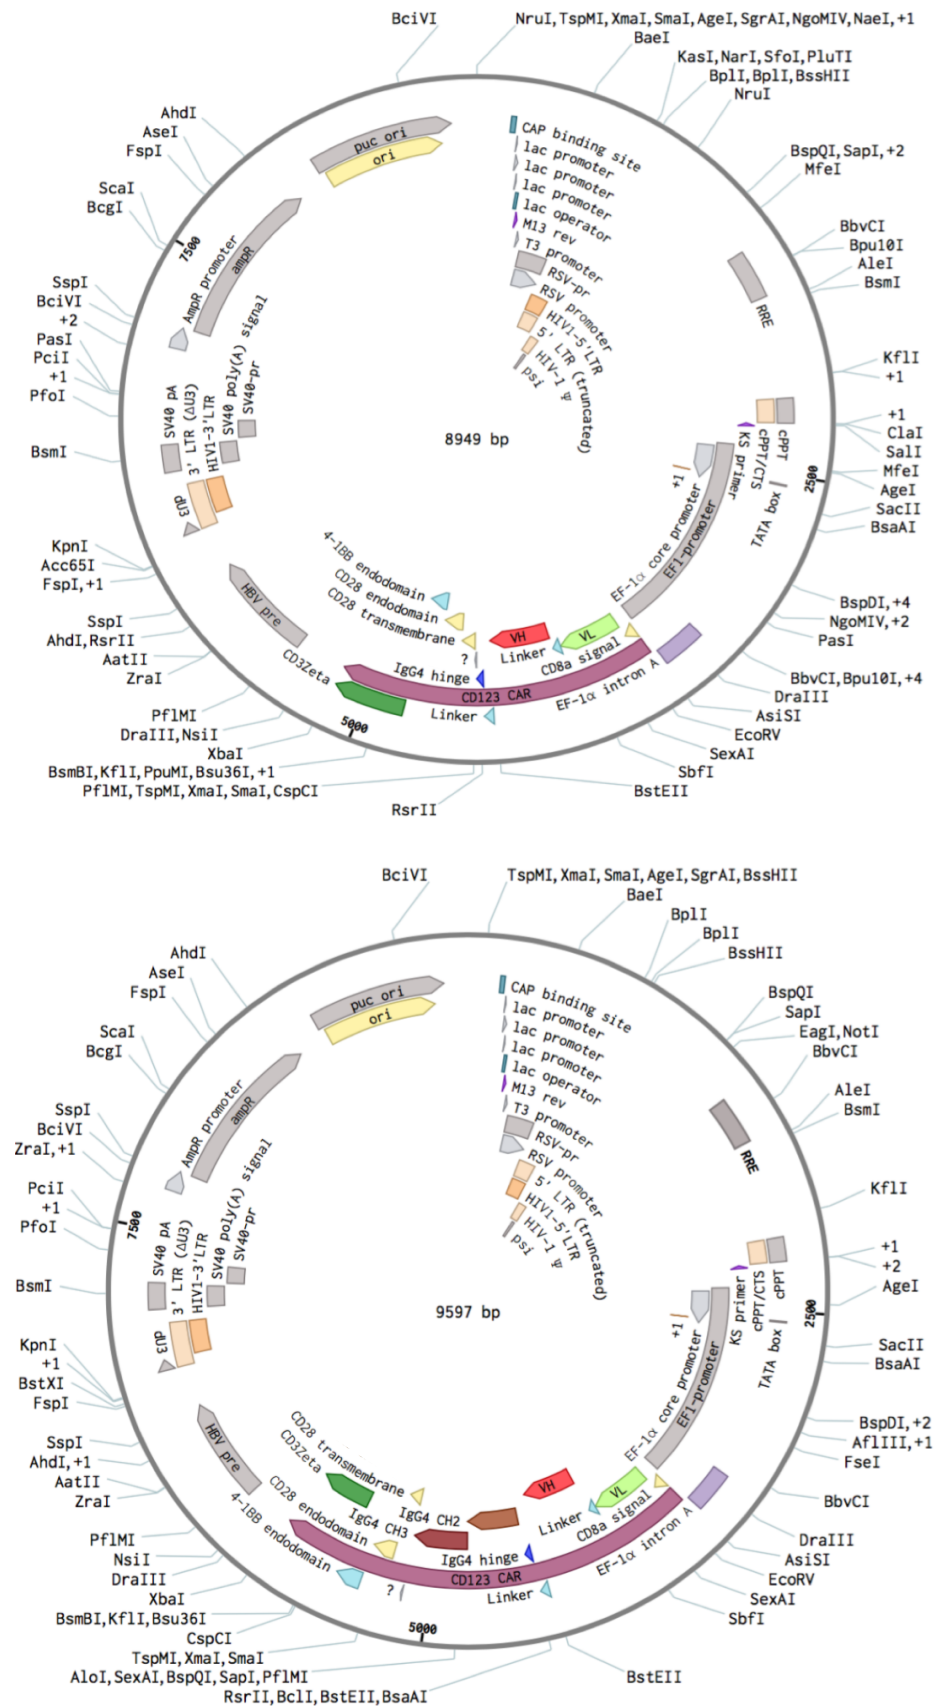 BciVI
NruI,TspMI,XmaI,SmaI,AgeI,SgrAI,NgoMIV,NaeI,+1
BaeI
KasI,NarI,SfoI,PluTI
BplI,BplI,BssHII
NruI
AhdI
AseI
FspI
BspQI,SapI,+2
MfeI
ScaI
BcgI
7500
BbvCI
Bpu10I
AleI
BsmI
SspI
BciVI
+2
PasI
PciI
+1
PfoI
BsmI
KflI
+1
+1
ClaI
SalI
MfeI
AgeI
SacII
BsaAI
2500
KpnI
Acc65I
FspI,+1
SspI
AhdI,RsrII
AatII
ZraI
BspDI,+4
NgoMIV,+2
PasI
BbvCI,Bpu10I,+4
DraIII
AsiSI
EcoRV
SexAI
SbfI
BstEII
PflMI
DraIII,NsiI
XbaI
BsmBI,KflI,PpuMI,Bsu36I,+1
PflMI,TspMI,XmaI,SmaI,CspCI
RsrII
5000
puc ori
ori
AmpR promoter
ampR
CAP binding site
lac promoter
lac promoter
lac promoter
lac operator
M13 rev
T3 promoter
RSV-pr
RSV promoter
HIV1-5'LTR
5' LTR (truncated)
HIV-1 Ψ
psi
RRE
SV40 pA
3' LTR (ΔU3)
HIV1-3'LTR
SV40 poly(A) signal
SV40-pr
dU3
8949 bp
cPPT
cPPT/CTS
KS primer
TATA box
+1
EF-1α core promoter
EF1-promoter
4-1BB endodomain
CD28 endodomain
CD28 transmembrane
?
VH
Linker
VL
CD8a signal
HBV pre
CD3Zeta
IgG4 hinge
CD123 CAR
EF-1α intron A
Linker
BciVI
TspMI,XmaI,SmaI,AgeI,SgrAI,BssHII
BaeI
BplI
BplI
BssHII
AhdI
AseI
FspI
BspQI
SapI
EagI,NotI
BbvCI
ScaI
BcgI
AleI
BsmI
SspI
BciVI
ZraI,+1
PciI
+1
PfoI
7500
KflI
BsmI
+1
+2
AgeI
2500
SacII
BsaAI
KpnI
+1
BstXI
FspI
SspI
AhdI,+1
AatII
ZraI
BspDI,+2
AflIII,+1
FseI
BbvCI
DraIII
AsiSI
EcoRV
SexAI
SbfI
BstEII
PflMI
NsiI
DraIII
XbaI
BsmBI,KflI,Bsu36I
CspCI
TspMI,XmaI,SmaI
AloI,SexAI,BspQI,SapI,PflMI
RsrII,BclI,BstEII,BsaAI
5000
puc ori
ori
AmpR promoter
ampR
CAP binding site
lac promoter
lac promoter
lac promoter
lac operator
M13 rev
T3 promoter
RSV-pr
RSV promoter
5' LTR (truncated)
HIV1-5'LTR
HIV-1 Ψ
psi
RRE
SV40 pA
3' LTR (ΔU3)
HIV1-3'LTR
SV40 poly(A) signal
SV40-pr
dU3
9597 bp
cPPT
cPPT/CTS
KS primer
TATA box
+1
EF-1α core promoter
EF1-promoter
HBV pre
CD28 transmembrane
CD3Zeta
IgG4 CH2
IgG4 CH3
CD28 endodomain
4-1BB endodomain
VH
VL
Linker
CD8a signal
IgG4 hinge
CD123 CAR
EF-1α intron A
?
Linker